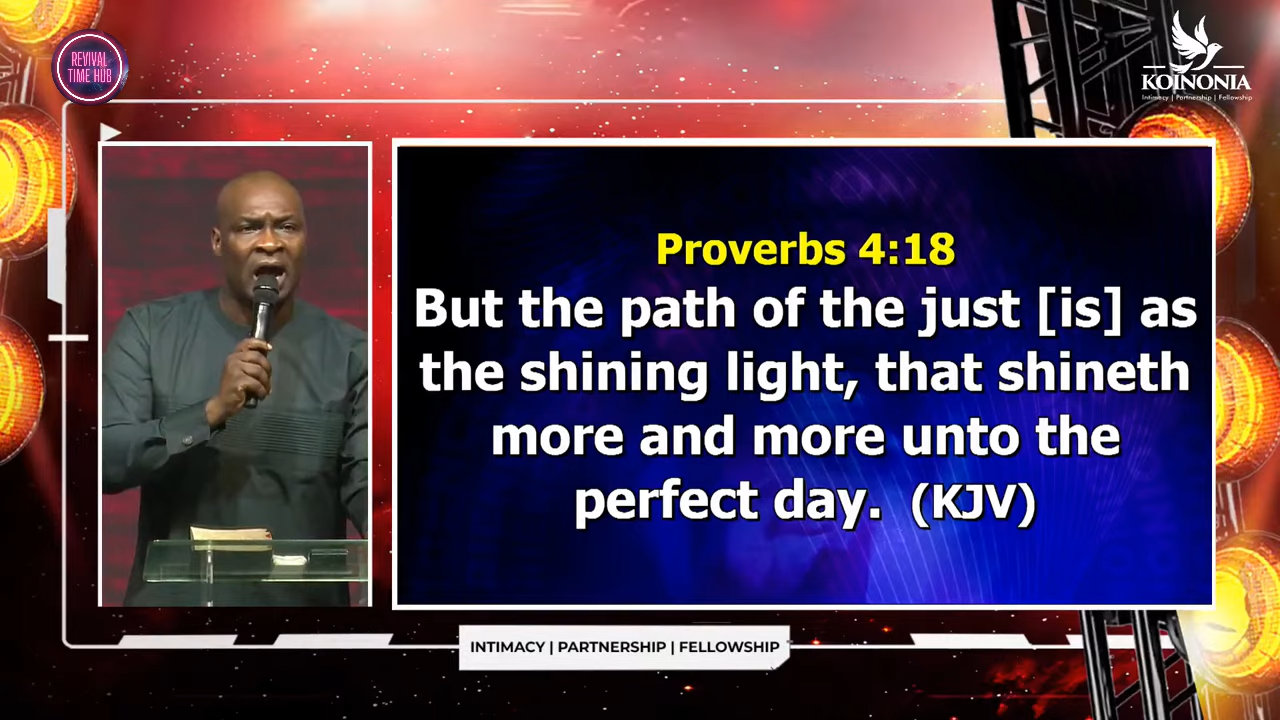 REVIVAL
TIME HUB
KOINONIA
Intimacy | Partnership | Fellowship
Proverbs 4:18
But the path of the just [is] as
the shining light, that shineth
more and more unto the
perfect day. (KJV)
INTIMACY | PARTNERSHIP | FELLOWSHIP